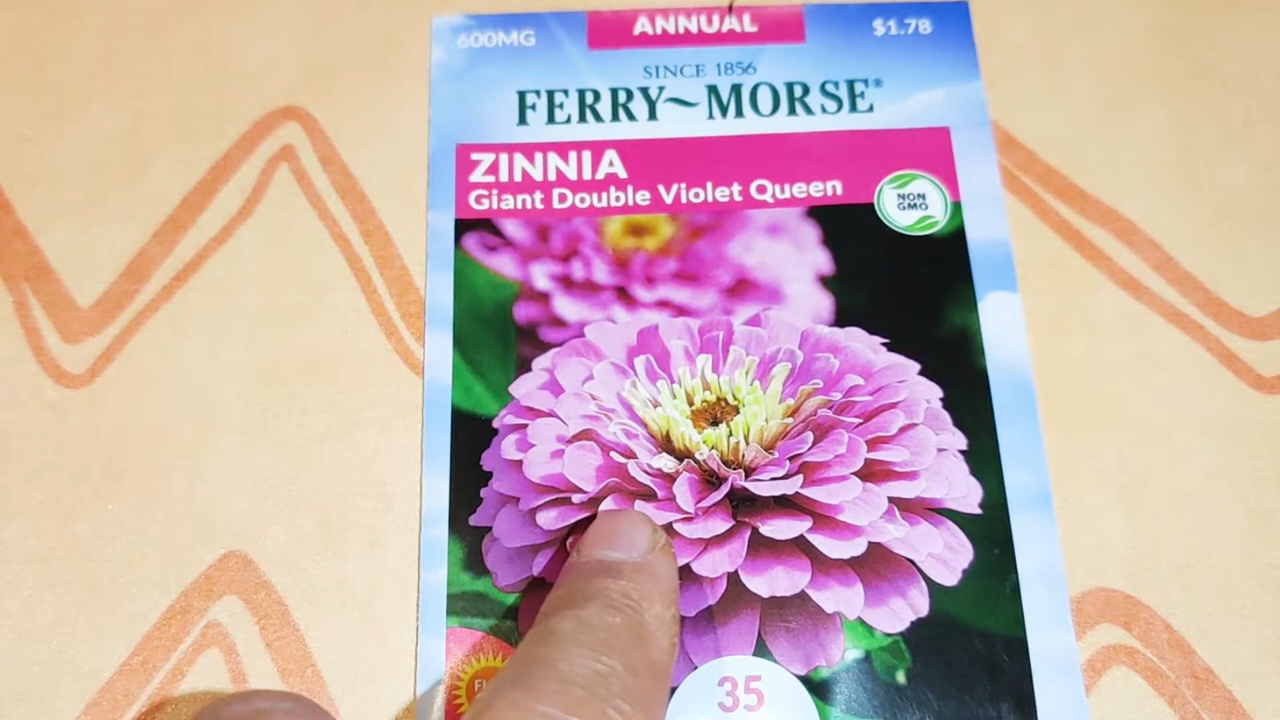 600MG
ANNUAL
$1.78
SINCE 1856
FERRY~MORSE®
ZINNIA
Giant Double Violet Queen
NON
GMO
35